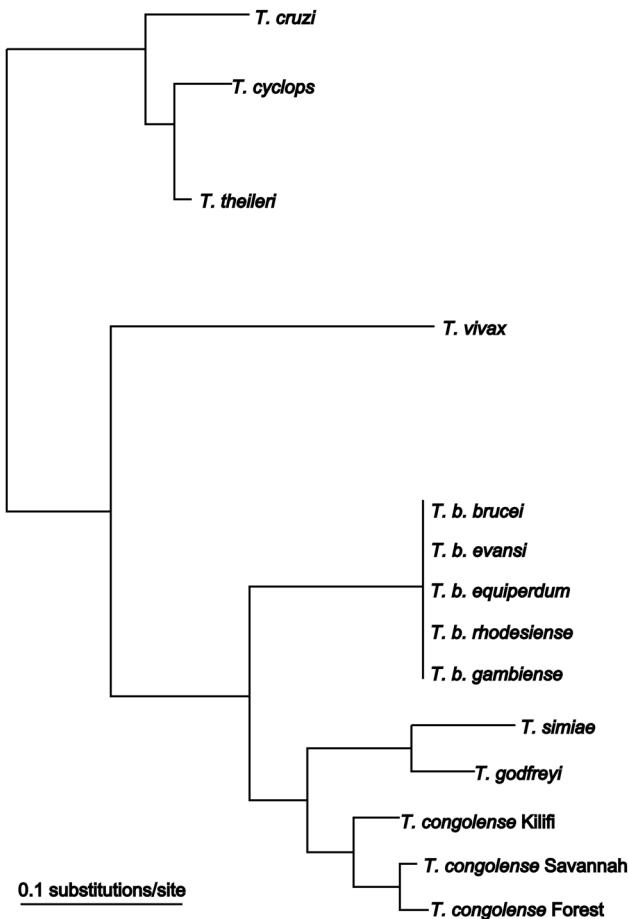 T. cruzi
T. cyclops
T. theileri
T. vivax
T. b. brucei
T. b. evansi
T. b. equiperdum
T. b. rhodesiense
T. b. gambiense
T. simiae
T. godfreyi
T. congolense Kilifi
T. congolense Savannah
T. congolense Forest
0.1 substitutions/site